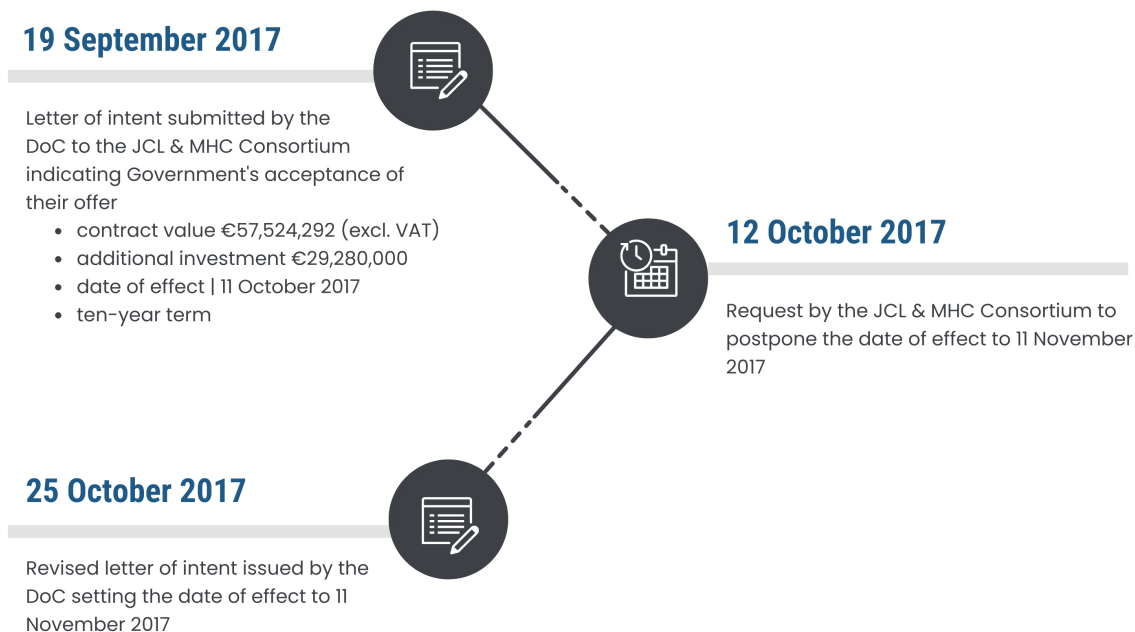 19 September 2017
Letter of intent submitted by the
DoC to the JCL & MHC Consortium
indicating Government's acceptance of
their offer
• contract value €57,524,292 (excl. VAT)
• additional investment €29,280,000
• date of effect | 11 October 2017
• ten-year term
12 October 2017
Request by the JCL & MHC Consortium to
postpone the date of effect to 11 November
2017
25 October 2017
Revised letter of intent issued by the
DoC setting the date of effect to 11
November 2017